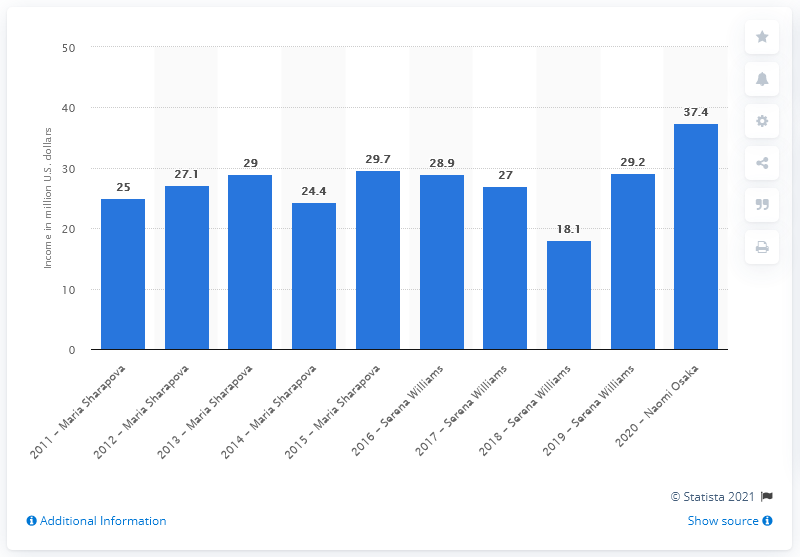 50
40
30
20
10
0
Income in million U.S. dollars
25
27.1
29
24.4
29.7
28.9
27
18.1
29.2
37.4
2011 – Maria Sharapova
2012 – Maria Sharapova
2013 – Maria Sharapova
2014 – Maria Sharapova
2015 – Maria Sharapova
2016 – Serena Williams
2017 – Serena Williams
2018 – Serena Williams
2019 – Serena Williams
2020 – Naomi Osaka
© Statista 2021
Additional Information
Show source